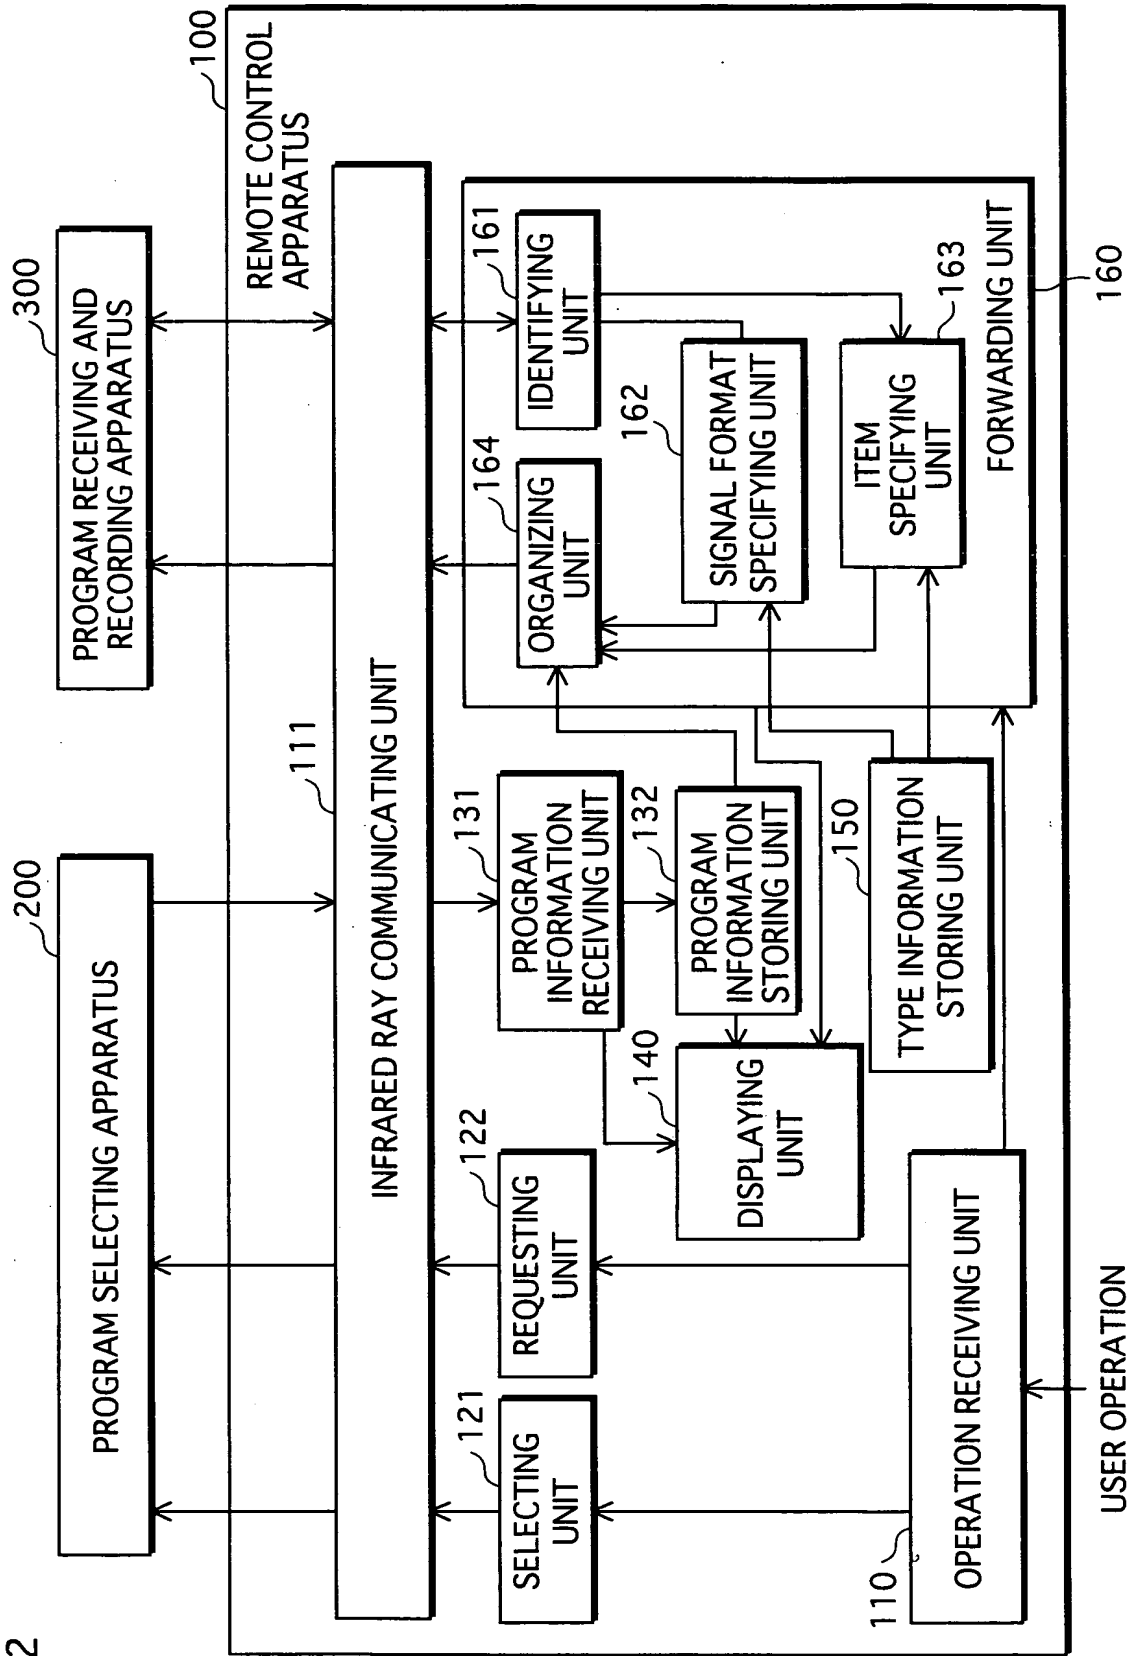 2
200
PROGRAM SELECTING APPARATUS
300
PROGRAM RECEIVING AND
RECORDING APPARATUS
100
REMOTE CONTROL
APPARATUS
111
INFRARED RAY COMMUNICATING UNIT
121
SELECTING
UNIT
122
REQUESTING
UNIT
131
PROGRAM
INFORMATION
RECEIVING UNIT
132
PROGRAM
INFORMATION
STORING UNIT
140
DISPLAYING
UNIT
150
TYPE INFORMATION
STORING UNIT
164
ORGANIZING
UNIT
161
IDENTIFYING
UNIT
162
SIGNAL FORMAT
SPECIFYING UNIT
163
ITEM
SPECIFYING
UNIT
FORWARDING UNIT
160
110
OPERATION RECEIVING UNIT
USER OPERATION